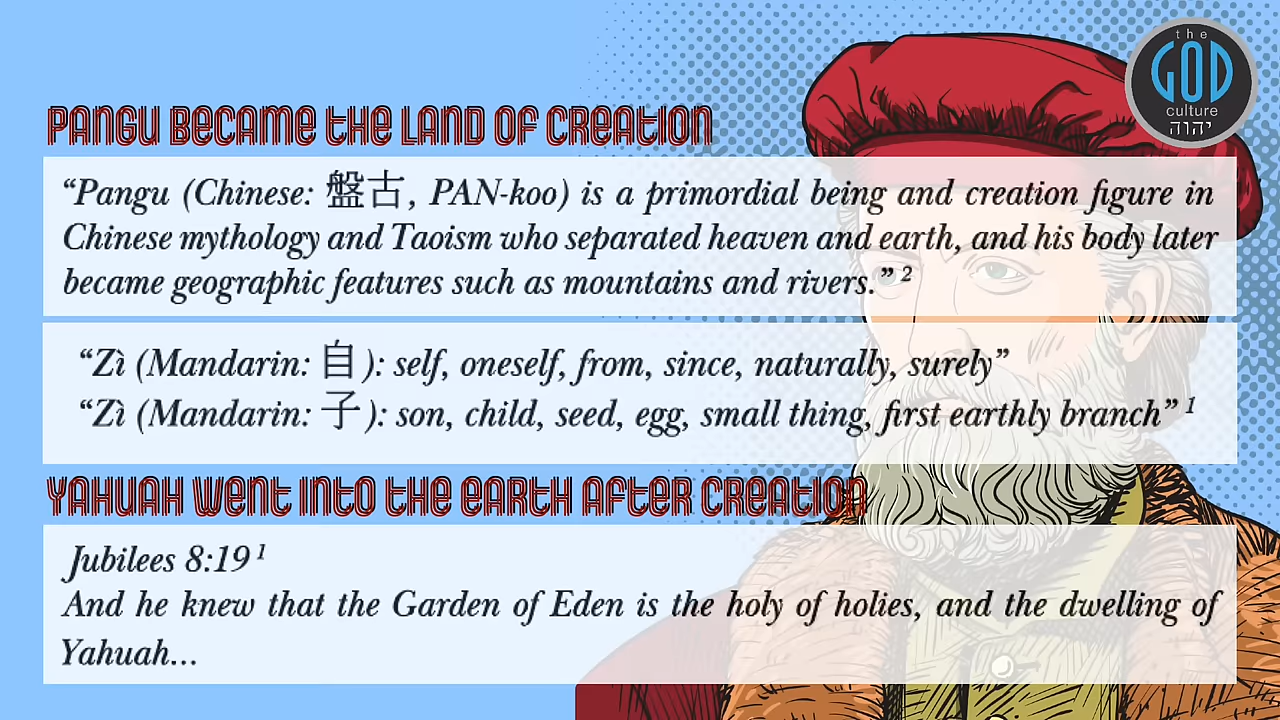 the
GOD
culture
יהוה
PANGU BECAME THE LAND OF CREATION
“Pangu (Chinese: 盤古, PAN-koo) is a primordial being and creation figure in
Chinese mythology and Taoism who separated heaven and earth, and his body later
became geographic features such as mountains and rivers.” 2
“Zì (Mandarin: 自 ): self, oneself, from, since, naturally, surely”
“Zì (Mandarin: 子 ): son, child, seed, egg, small thing, first earthly branch” 1
YAHUAH WENT INTO THE EARTH AFTER CREATION
Jubilees 8:19 1
And he knew that the Garden of Eden is the holy of holies, and the dwelling of
Yahuah...